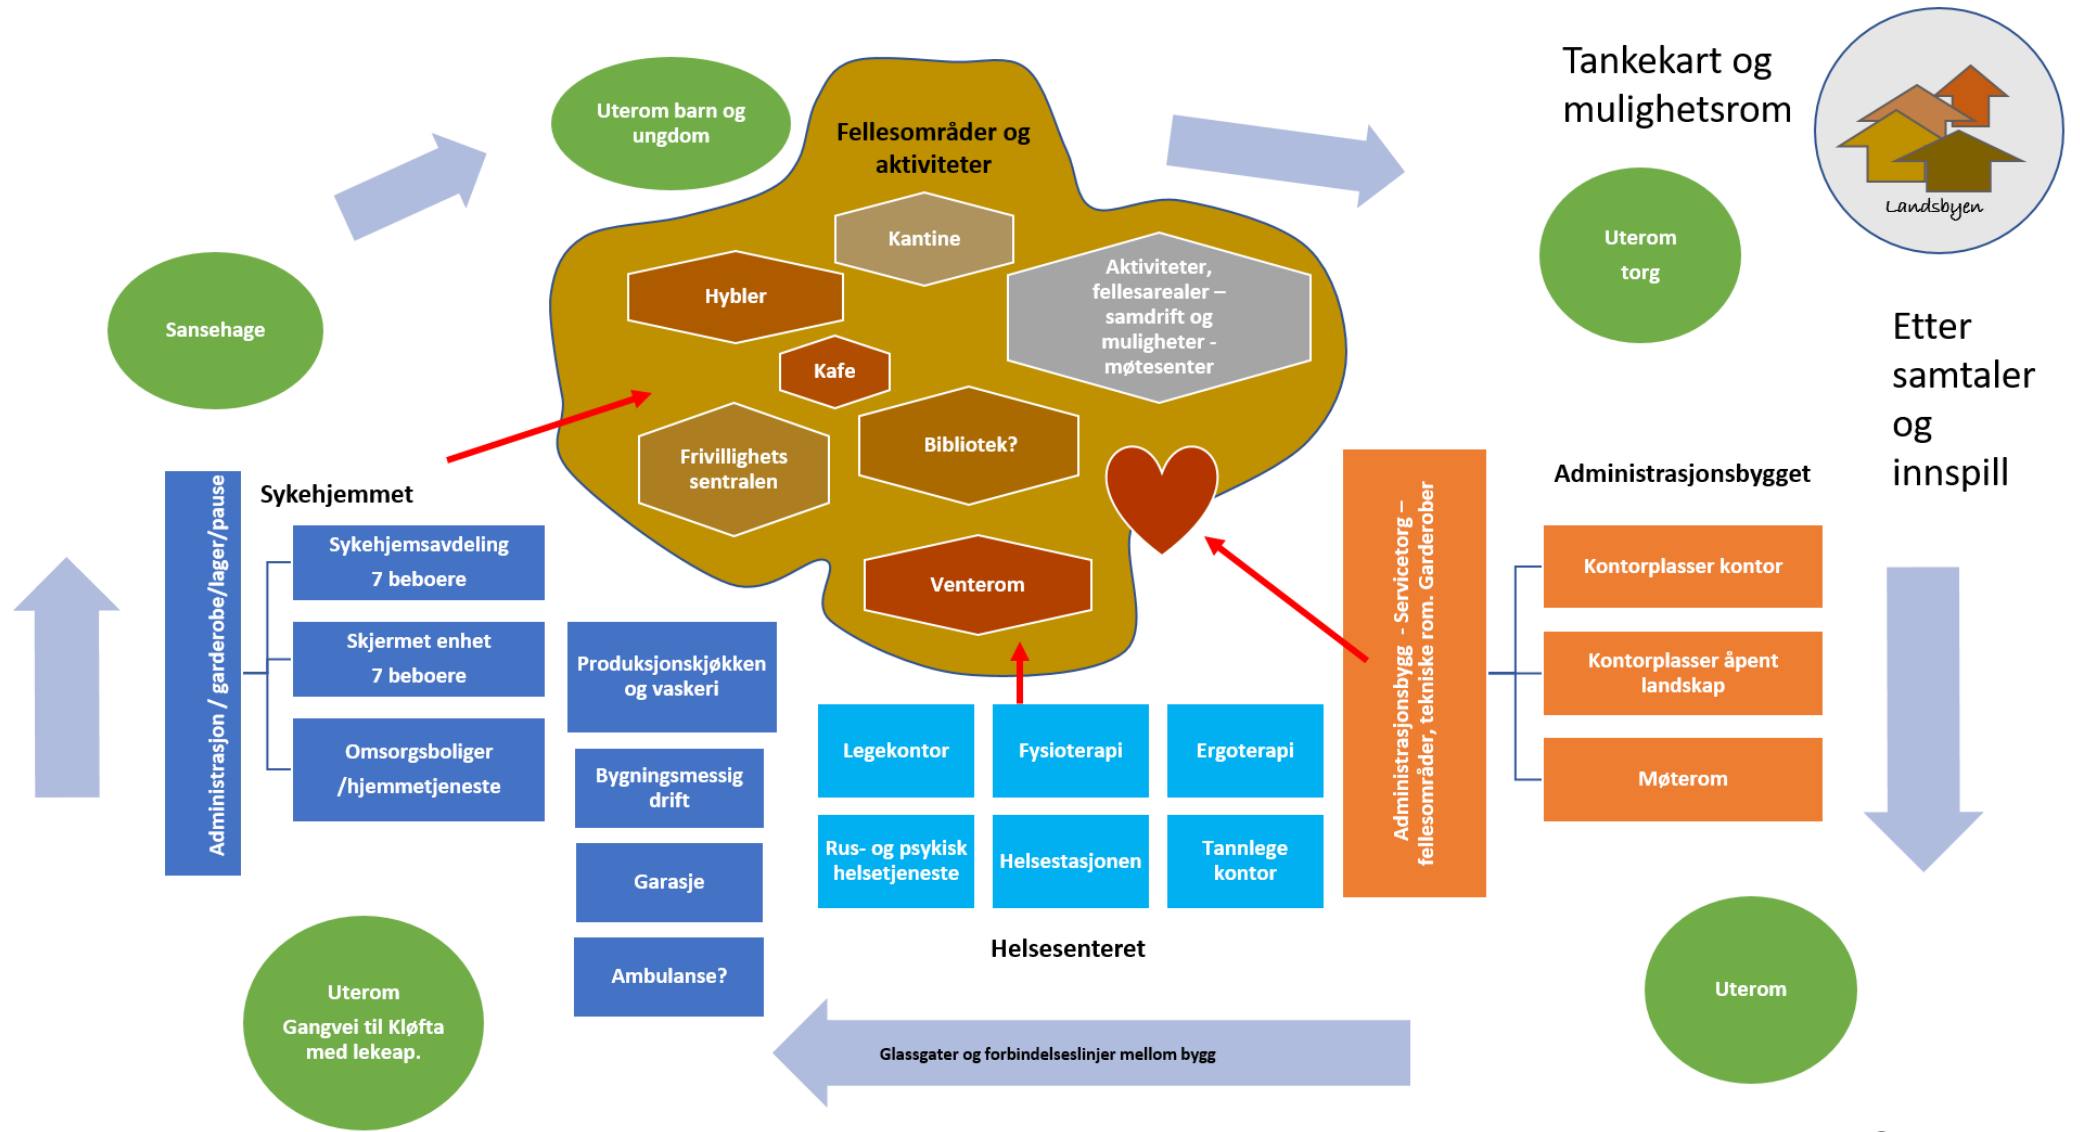 Tankekart og
mulighetsrom
Landsbyen
Etter
samtaler
og
innspill
Uterom barn og
ungdom
Fellesområder og
aktiviteter
Kantine
Hybler
Aktiviteter,
fellesarealer –
samdrift og
muligheter -
møtesenter
Kafe
Frivillighets
sentralen
Bibliotek?
Venterom
Uterom
torg
Sansehage
Sykehjemmet
Administrasjon / garderobe/lager/pause
Sykehjemsavdeling
7 beboere
Skjermet enhet
7 beboere
Omsorgsboliger
/hjemmetjeneste
Produksjonskjøkken
og vaskeri
Bygningsmessig
drift
Garasje
Ambulanse?
Legekontor
Fysioterapi
Ergoterapi
Rus- og psykisk
helsetjeneste
Helsestasjonen
Tannlege
kontor
Helsesenteret
Administrasjonsbygg - Servicetorg –
fellesområder, tekniske rom. Garderober
Administrasjonsbygget
Kontorplasser kontor
Kontorplasser åpent
landskap
Møterom
Uterom
Gangvei til Kløfta
med lekeap.
Glassgater og forbindelseslinjer mellom bygg
Uterom